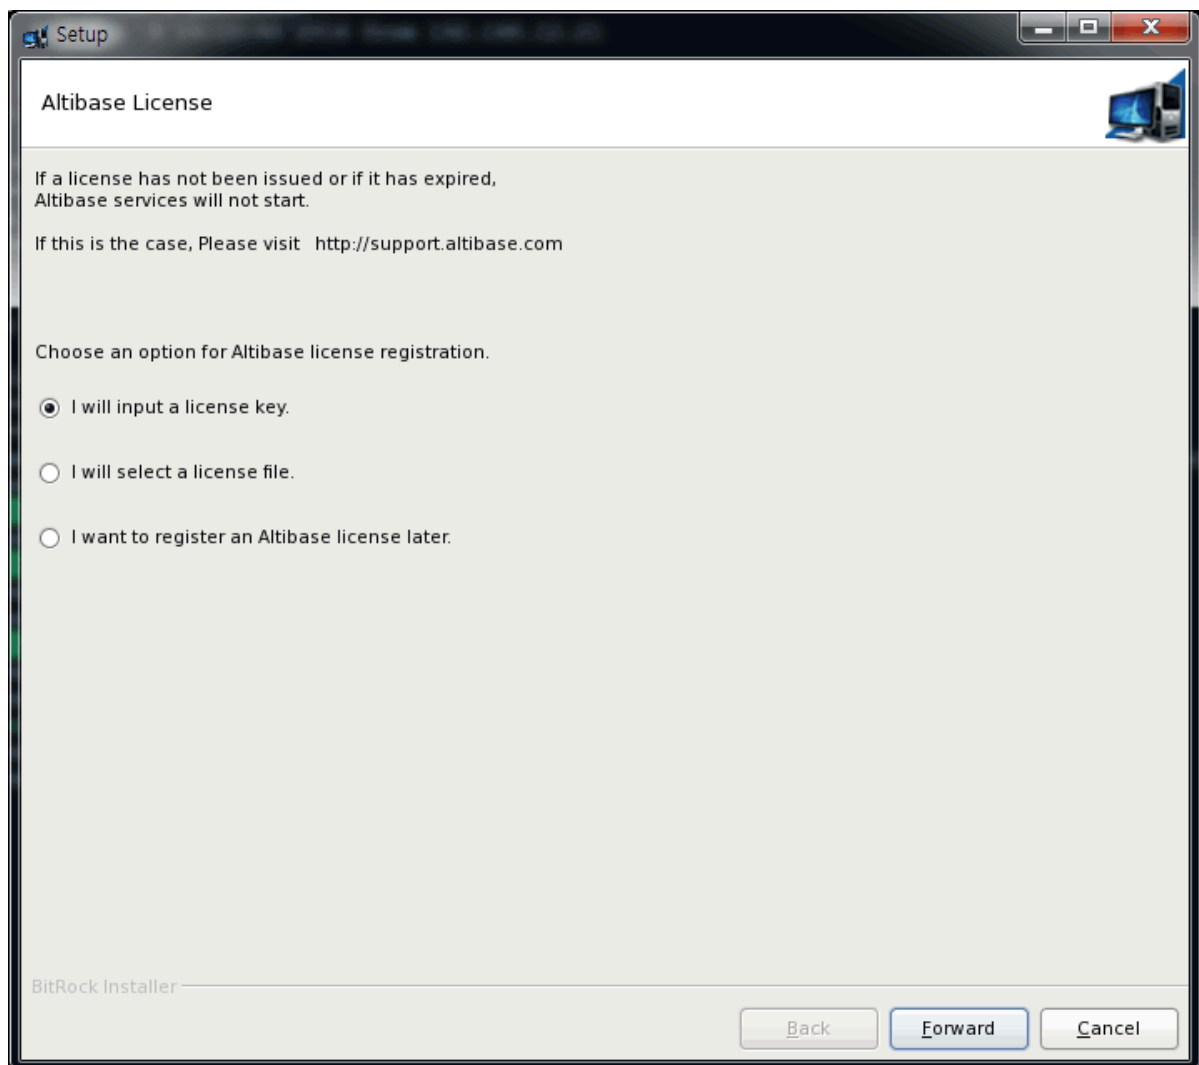 Setup
Altibase License
If a license has not been issued or if it has expired,
Altibase services will not start.
If this is the case, Please visit http://support.altibase.com
Choose an option for Altibase license registration.
I will input a license key.
I will select a license file.
I want to register an Altibase license later.
BitRock Installer
Back
Forward
Cancel